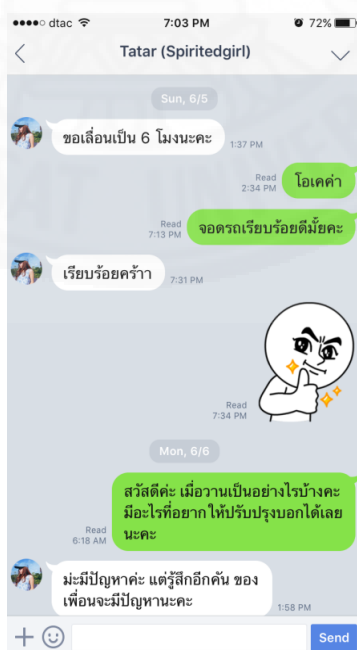 dtac 7:03 PM 72%
Tatar (Spiritedgirl)
Sun, 6/5
ขอเลื่อนเป็น 6 โมงนะคะ
1:37 PM
Read
2:34 PM
โอเคค่า
Read
7:13 PM
จอดรถเรียบร้อยดีมั้ยคะ
เรียบร้อยคร้าา
7:31 PM
Read
7:34 PM
Mon, 6/6
สวัสดีค่ะ เมื่อวานเป็นอย่างไรบ้างคะ
มีอะไรที่อยากให้ปรับปรุงบอกได้เลย
นะคะ
Read
6:18 AM
ม่ะมีปัญหาค่ะ แต่รู้สึกอีกคัน ของ
เพื่อนจะมีปัญหานะคะ
1:58 PM
Send